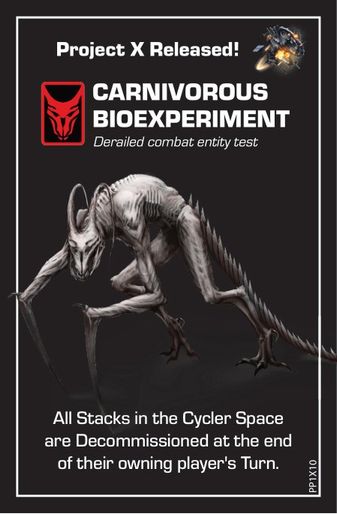 Project X Released!
CARNIVOROUS
BIOEXPERIMENT
Derailed combat entity test
All Stacks in the Cycler Space
are Decommissioned at the end
of their owning player's Turn.
PP1X10